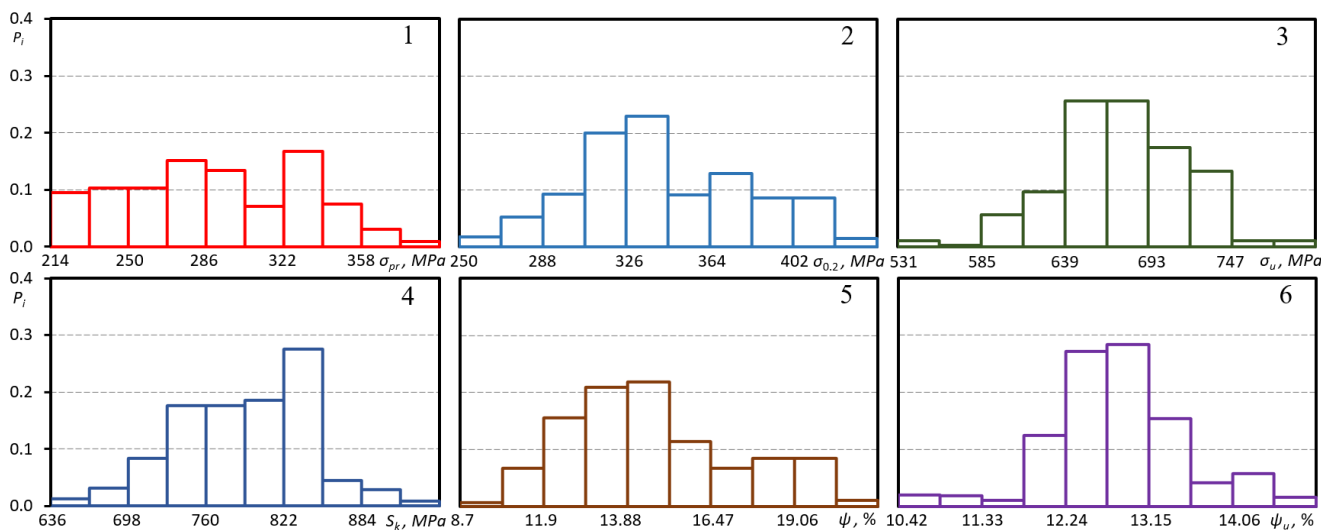 0.4 1 2 3
P_i
0.3
0.2
0.1
0.0
214 250 286 322 358 σ_pr, MPa 250 288 326 364 402 σ_0.2, MPa 531 585 639 693 747 σ_u, MPa
0.4 4 5 6
P_i
0.3
0.2
0.1
0.0
636 698 760 822 884 S_k, MPa 8.7 11.9 13.88 16.47 19.06 ψ, % 10.42 11.33 12.24 13.15 14.06 ψ_u, %